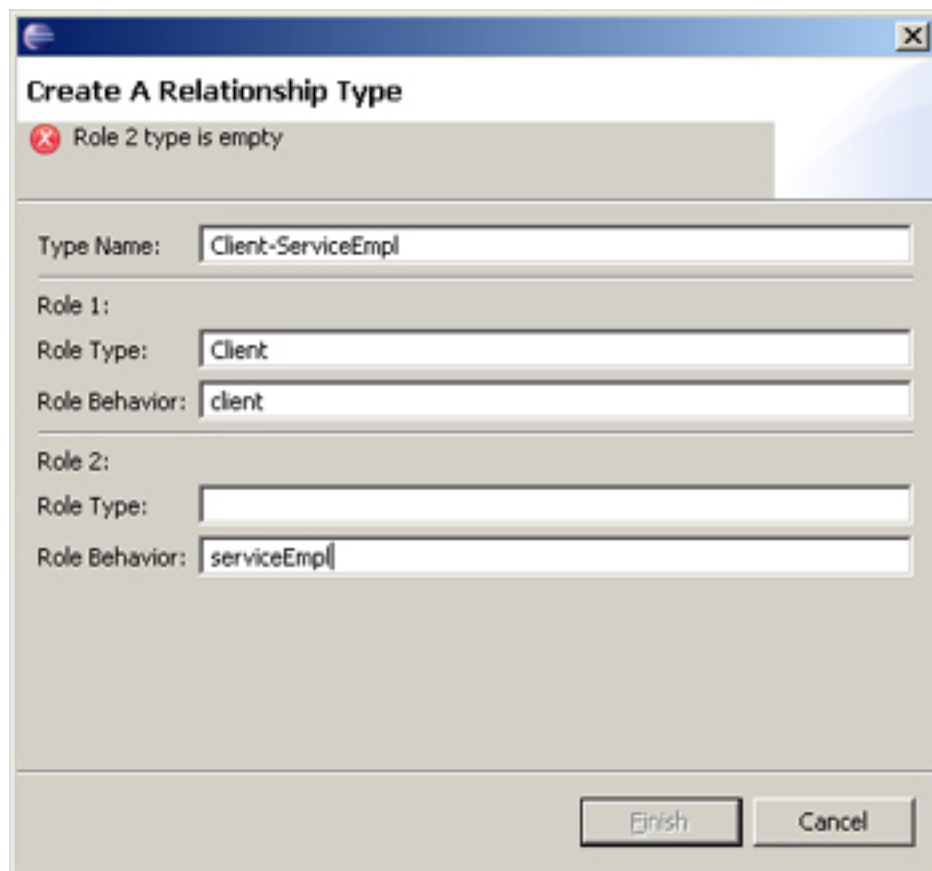 Create A Relationship Type
Role 2 type is empty
Type Name: Client-ServiceEmpl
Role 1:
Role Type: Client
Role Behavior: client
Role 2:
Role Type:
Role Behavior: serviceEmpl
Finish Cancel